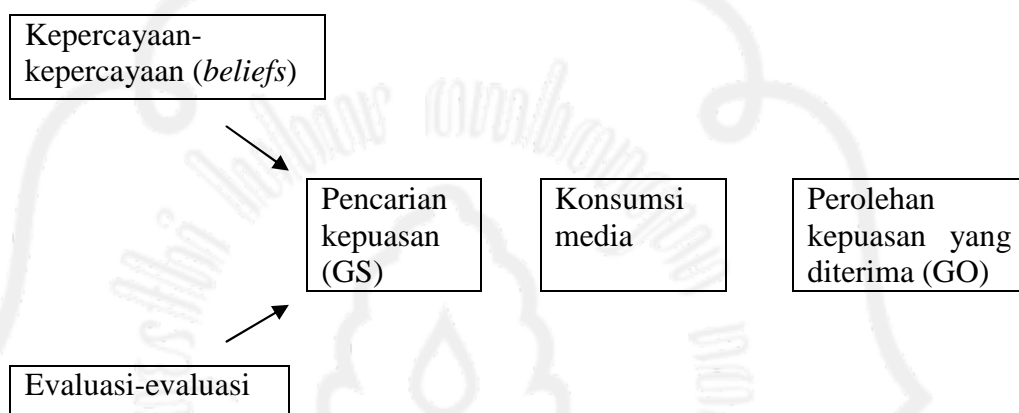 Kepercayaan-
kepercayaan (beliefs)
Pencarian
kepuasan
(GS)
Konsumsi
media
Perolehan
kepuasan yang
diterima (GO)
Evaluasi-evaluasi